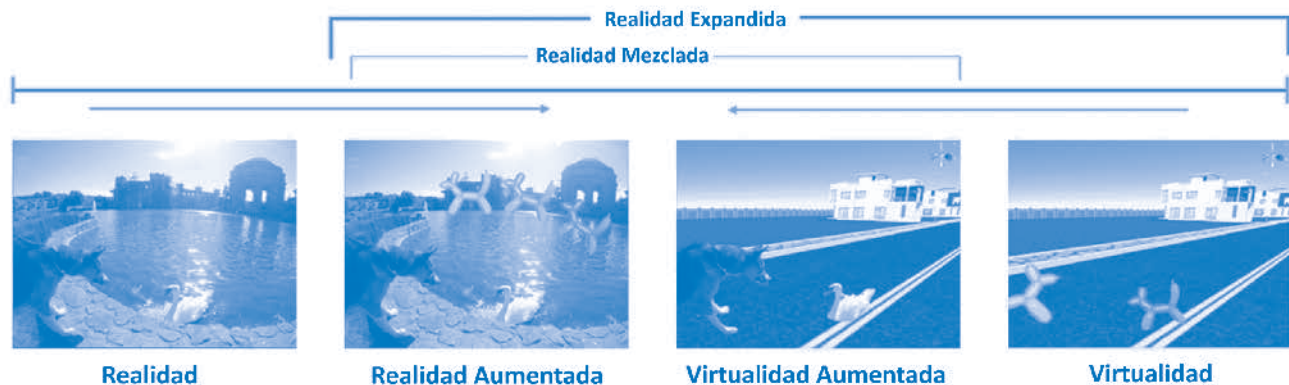 Realidad Expandida
Realidad Mezclada
Realidad
Realidad Aumentada
Virtualidad Aumentada
Virtualidad